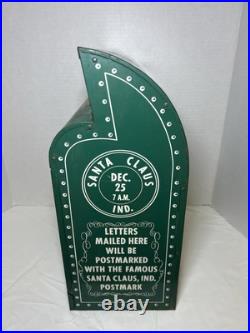 SANTA CLAUS
DEC.
25
7 A.M.
IND.
LETTERS
MAILED HERE
WILL BE
POSTMARKED
WITH THE FAMOUS
SANTA CLAUS, IND.
POSTMARK